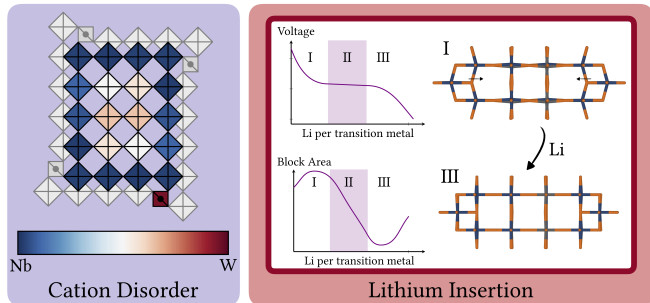 Nb
W
Cation Disorder
Voltage
I
II
III
Li per transition metal
Block Area
I
II
III
Li per transition metal
I
Li
III
Lithium Insertion